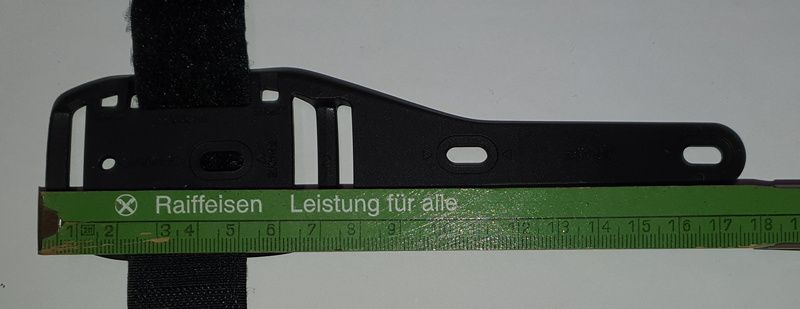 Raiffeisen Leistung für alle
1 2 3 4 5 6 7 8 9 10 11 12 13 14 15 16 17 18